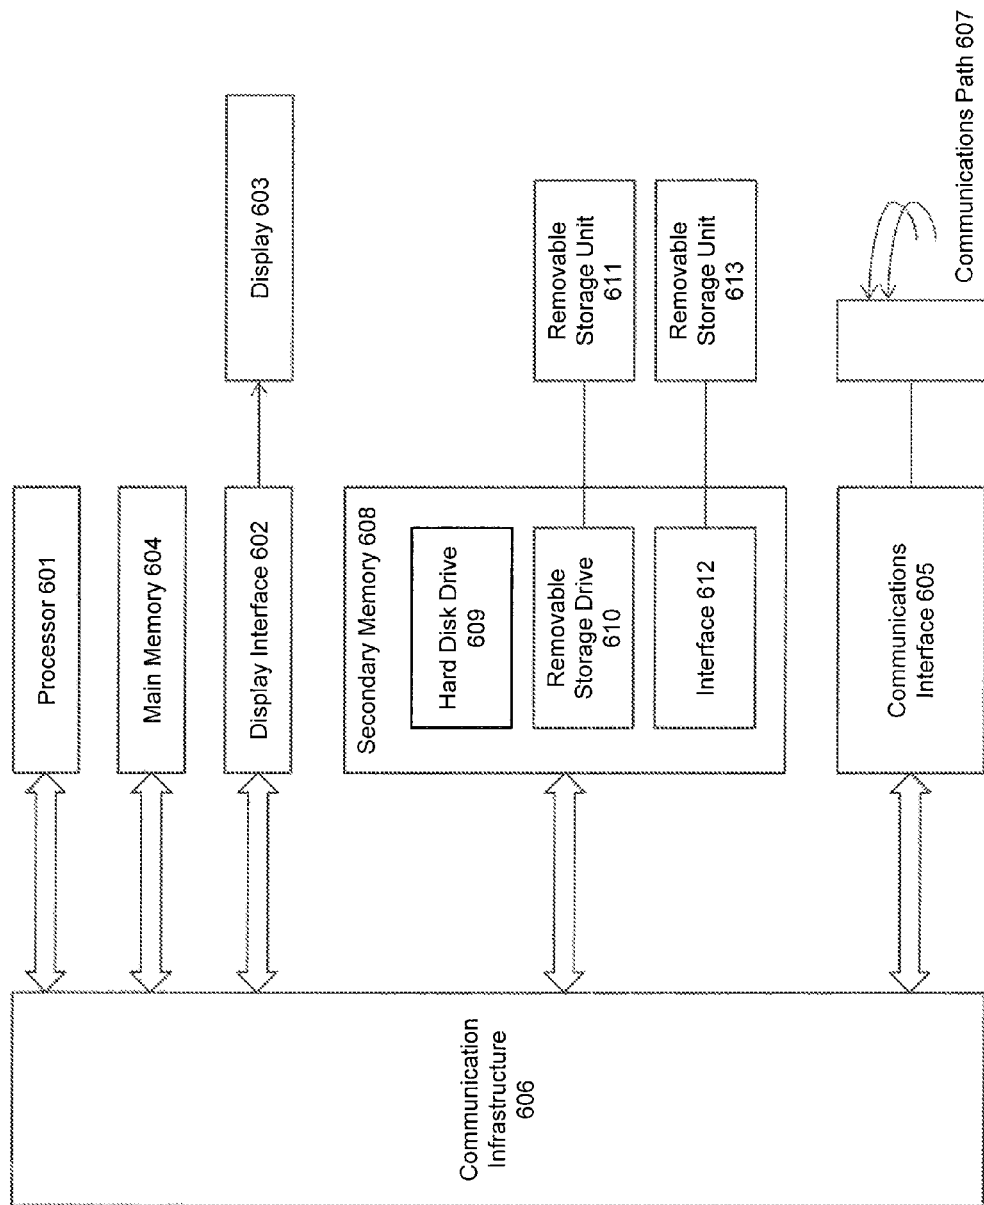 Communication
Infrastructure
606
Processor 601
Main Memory 604
Display Interface 602
Display 603
Secondary Memory 608
Hard Disk Drive
609
Removable
Storage Drive
610
Interface 612
Removable
Storage Unit
611
Removable
Storage Unit
613
Communications
Interface 605
Communications Path 607